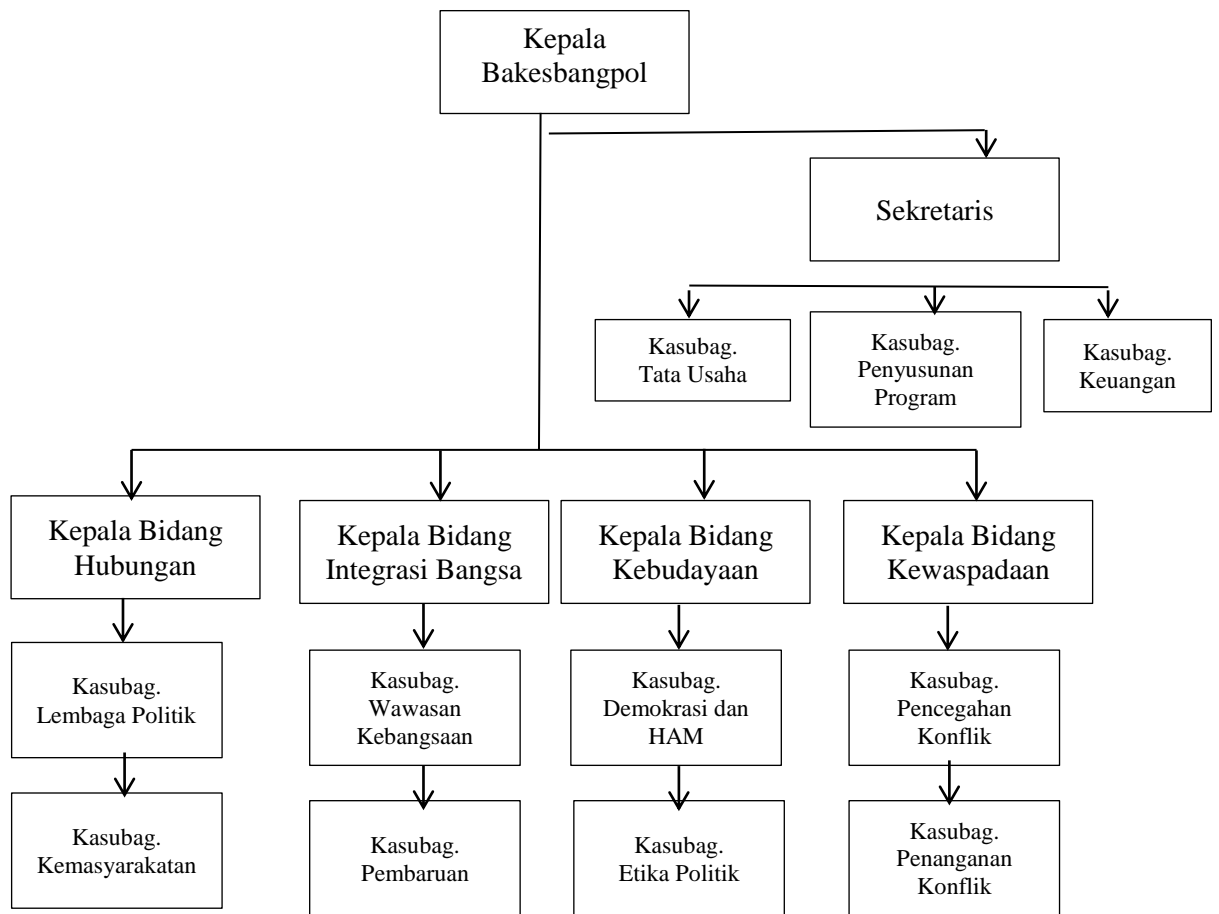 Kepala
Bakesbangpol
Sekretaris
Kasubag.
Tata Usaha
Kasubag.
Penyusunan
Program
Kasubag.
Keuangan
Kepala Bidang
Hubungan
Kepala Bidang
Integrasi Bangsa
Kepala Bidang
Kebudayaan
Kepala Bidang
Kewaspadaan
Kasubag.
Lembaga Politik
Kasubag.
Wawasan
Kebangsaan
Kasubag.
Demokrasi dan
HAM
Kasubag.
Pencegahan
Konflik
Kasubag.
Kemasyarakatan
Kasubag.
Pembaruan
Kasubag.
Etika Politik
Kasubag.
Penanganan
Konflik